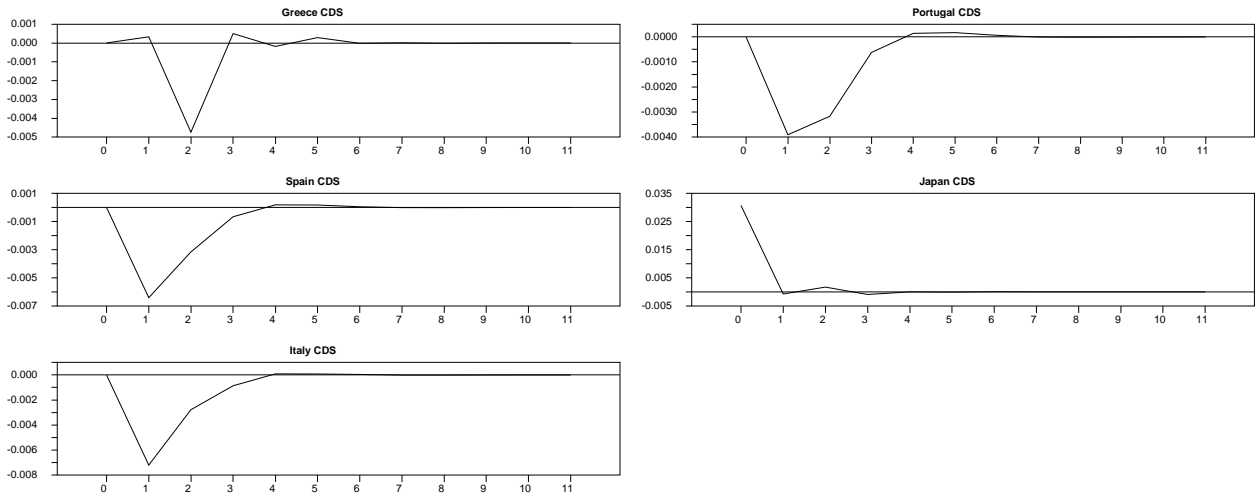 Greece CDS
0.001
0.000
-0.001
-0.002
-0.003
-0.004
-0.005
0 1 2 3 4 5 6 7 8 9 10 11
Portugal CDS
0.0000
-0.0010
-0.0020
-0.0030
-0.0040
0 1 2 3 4 5 6 7 8 9 10 11
Spain CDS
0.001
-0.001
-0.003
-0.005
-0.007
0 1 2 3 4 5 6 7 8 9 10 11
Japan CDS
0.035
0.025
0.015
0.005
-0.005
0 1 2 3 4 5 6 7 8 9 10 11
Italy CDS
0.000
-0.002
-0.004
-0.006
-0.008
0 1 2 3 4 5 6 7 8 9 10 11